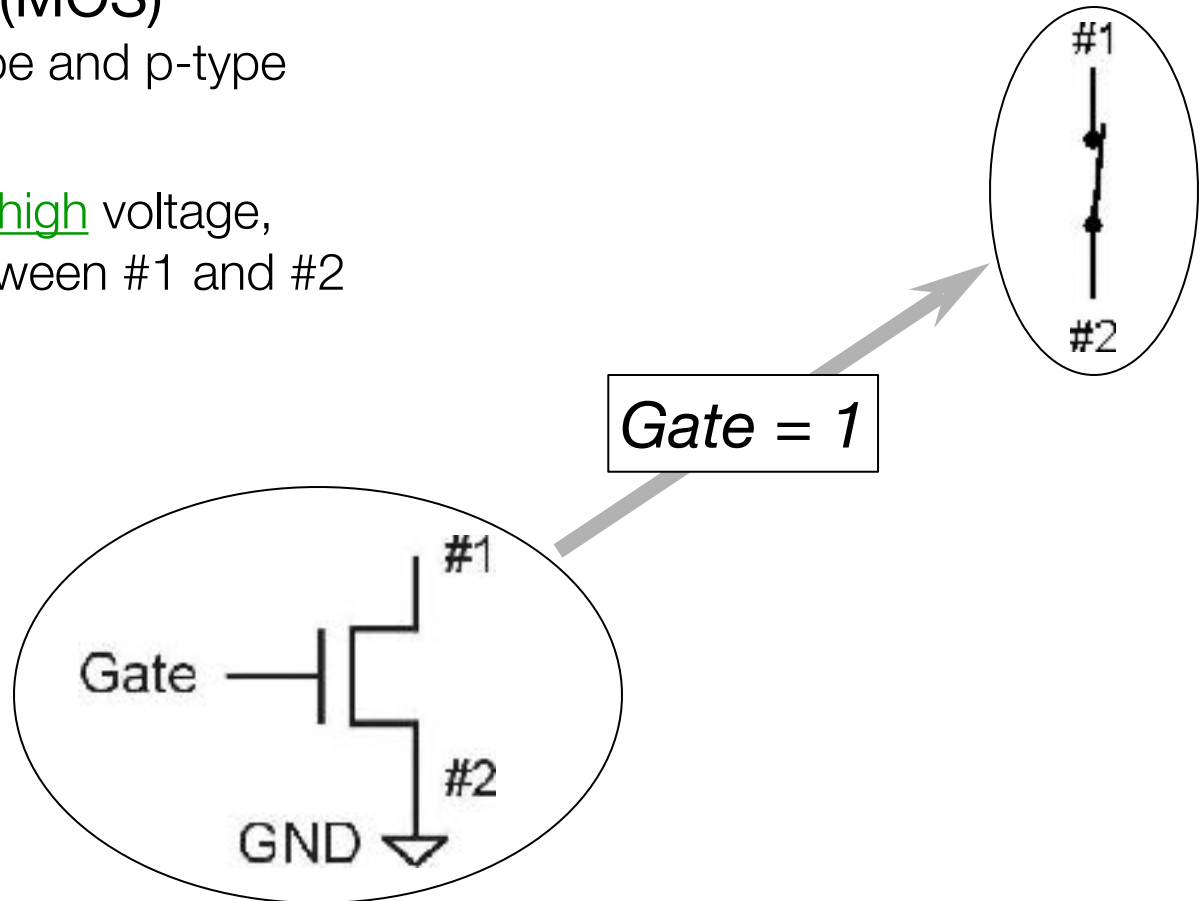 (MOS)
pe and p-type
high voltage,
ween #1 and #2
#1
#2
Gate = 1
#1
Gate
#2
GND